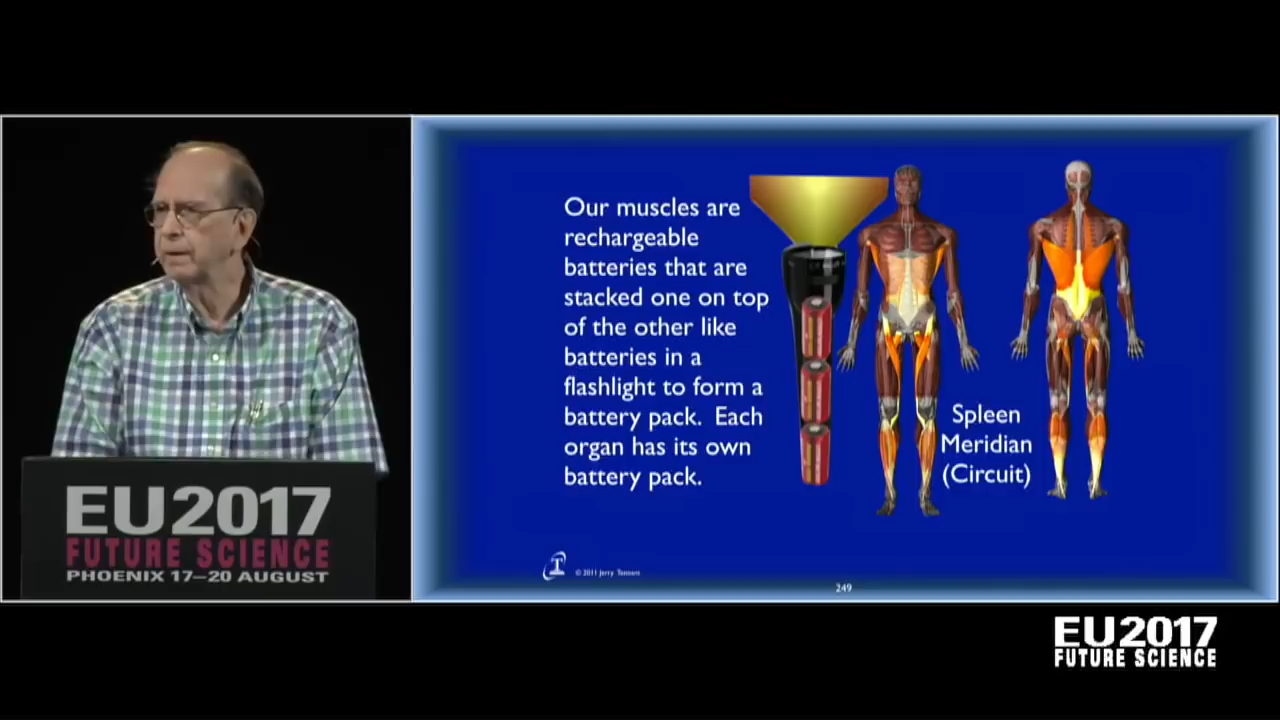 Our muscles are
rechargeable
batteries that are
stacked one on top
of the other like
batteries in a
flashlight to form a
battery pack. Each
organ has its own
battery pack.
Spleen
Meridian
(Circuit)
© 2011 Jerry Tennant
249
EU2017
FUTURE SCIENCE
PHOENIX 17–20 AUGUST
EU2017
FUTURE SCIENCE